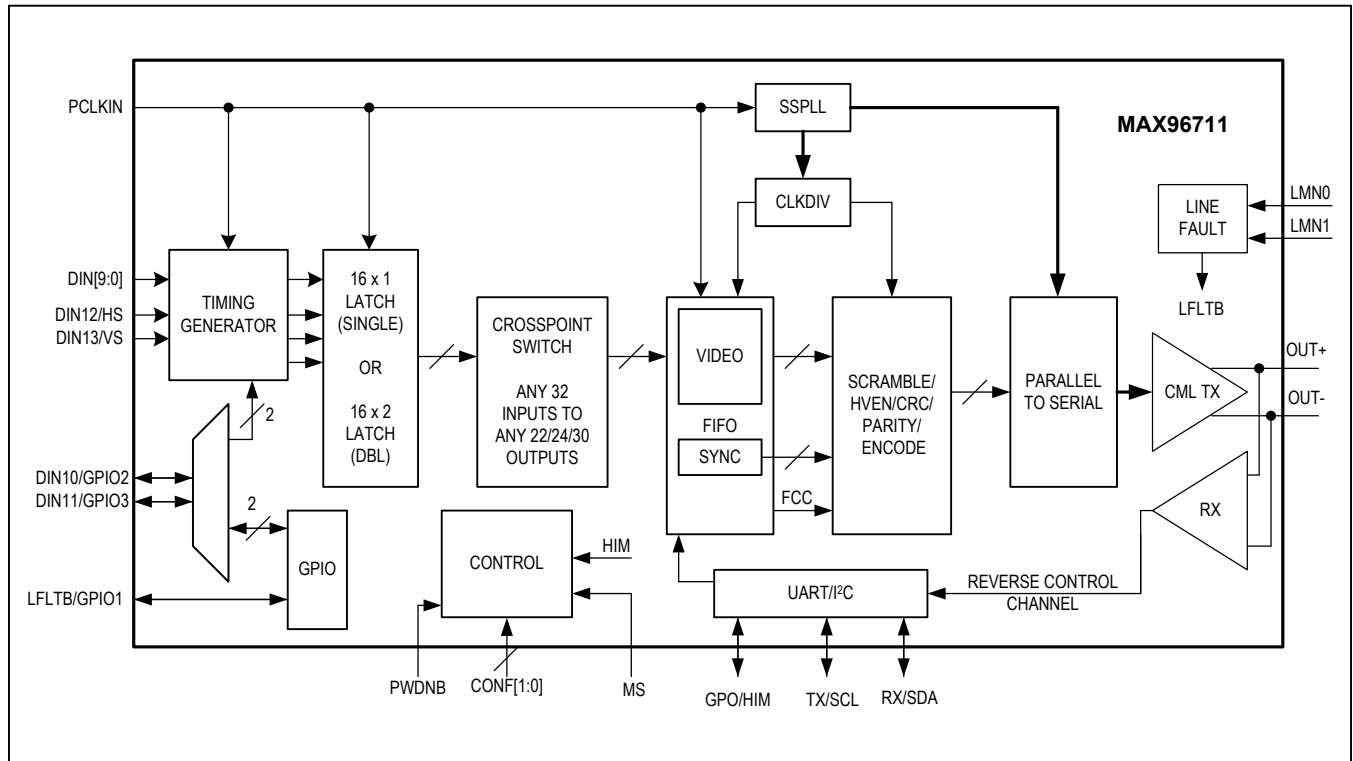 PCLKIN
SSPLL
MAX96711
CLKDIV
LINE
FAULT
LMN0
LMN1
LFLTB
DIN[9:0]
DIN12/HS
DIN13/VS
TIMING
GENERATOR
16 x 1
LATCH
(SINGLE)
OR
16 x 2
LATCH
(DBL)
CROSSPOINT
SWITCH
ANY 32
INPUTS TO
ANY 22/24/30
OUTPUTS
VIDEO
FIFO
SYNC
FCC
SCRAMBLE/
HVEN/CRC/
PARITY/
ENCODE
PARALLEL
TO SERIAL
CML TX
OUT+
OUT-
RX
2
DIN10/GPIO2
DIN11/GPIO3
2
GPIO
LFLTB/GPIO1
CONTROL
HIM
UART/I²C
REVERSE CONTROL
CHANNEL
PWDNB
CONF[1:0]
MS
GPO/HIM
TX/SCL
RX/SDA